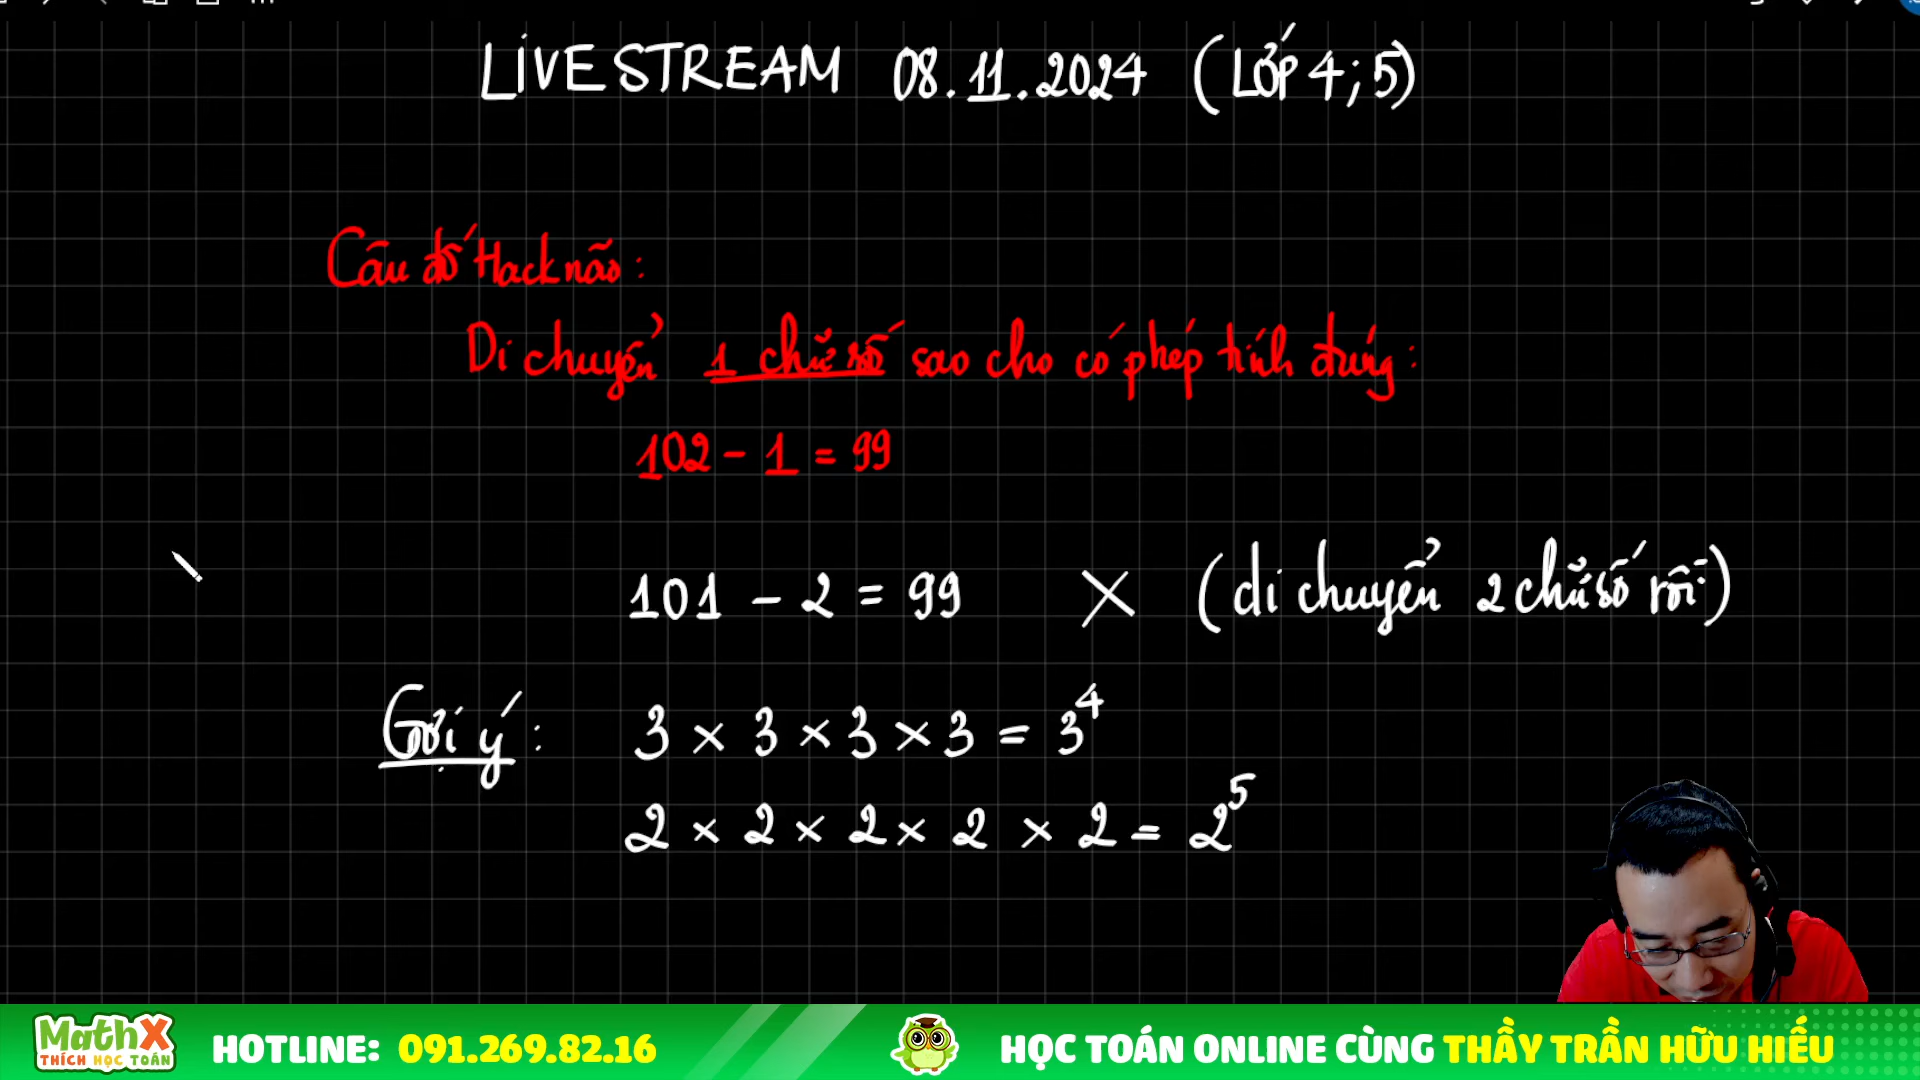 LIVESTREAM 08.11.2024 (LỚP 4;5)
Câu đố Hack não:
Di chuyển 1 chữ số sao cho có phép tính đúng:
102 - 1 = 99
101 - 2 = 99 X (di chuyển 2 chữ số rồi)
Gợi ý: 3 × 3 × 3 × 3 = 3⁴
2 × 2 × 2 × 2 × 2 = 2⁵
MathX
THÍCH HỌC TOÁN
HOTLINE: 091.269.82.16
HỌC TOÁN ONLINE CÙNG THẦY TRẦN HỮU HIẾU